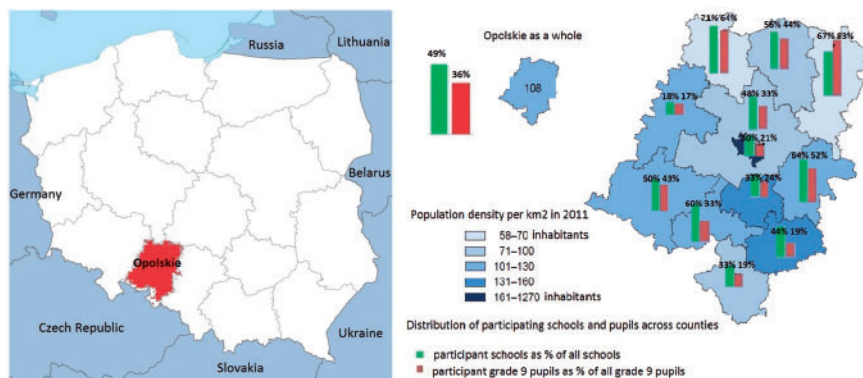 Russia
Lithuania
Belarus
Germany
Opolskie
Czech Republic
Slovakia
Ukraine
Opolskie as a whole
49%
36%
108
Population density per km2 in 2011
58–70 inhabitants
71–100
101–130
131–160
161–1270 inhabitants
Distribution of participating schools and pupils across counties
participant schools as % of all schools
participant grade 9 pupils as % of all grade 9 pupils
64%
56% 44%
67% 83%
18% 17%
48% 33%
21%
52%
33% 24%
50% 43%
60% 33%
44% 19%
33% 19%